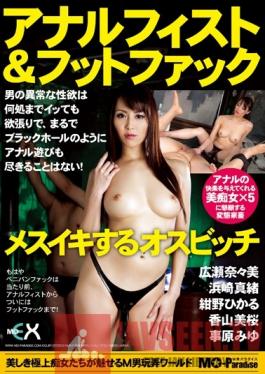 アナルフィスト
&フットファック
男の異常な性欲は
何処までイッても
欲張りで、まるで
ブラックホールのように
アナル遊びも
尽きることはない!
アナルの
快楽を与えてくれる
美痴女×5
に懇願する
変態家畜
メスイキするオスビッチ
もはや
ペニバンファックは
当たり前、
アナルフィストから
ついには
フットファックまで!
広瀬奈々美
浜崎真緒
紺野ひかる
香山美桜
事原みゆ
EX
美しき極上痴女たちが魅せるM男玩弄ワールド
MO-Paradise